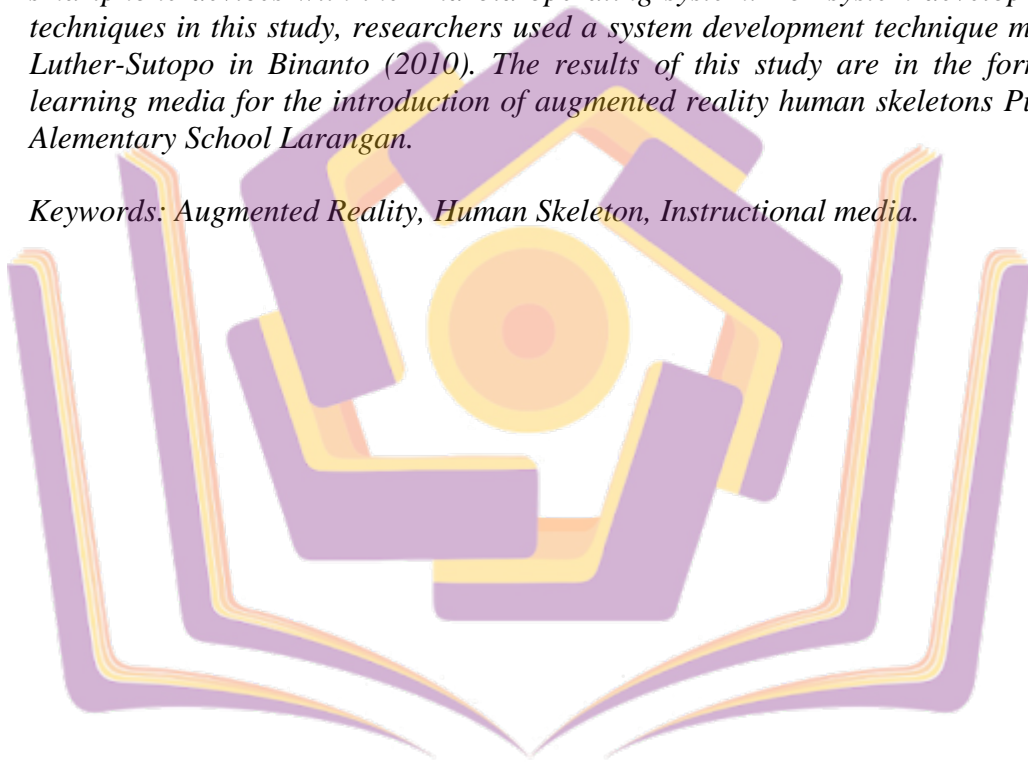 techniques in this study, researchers used a system development technique m
Luther-Sutopo in Binanto (2010). The results of this study are in the for
learning media for the introduction of augmented reality human skeletons
Alementary School Larangan.
Keywords: Augmented Reality, Human Skeleton, Instructional media.